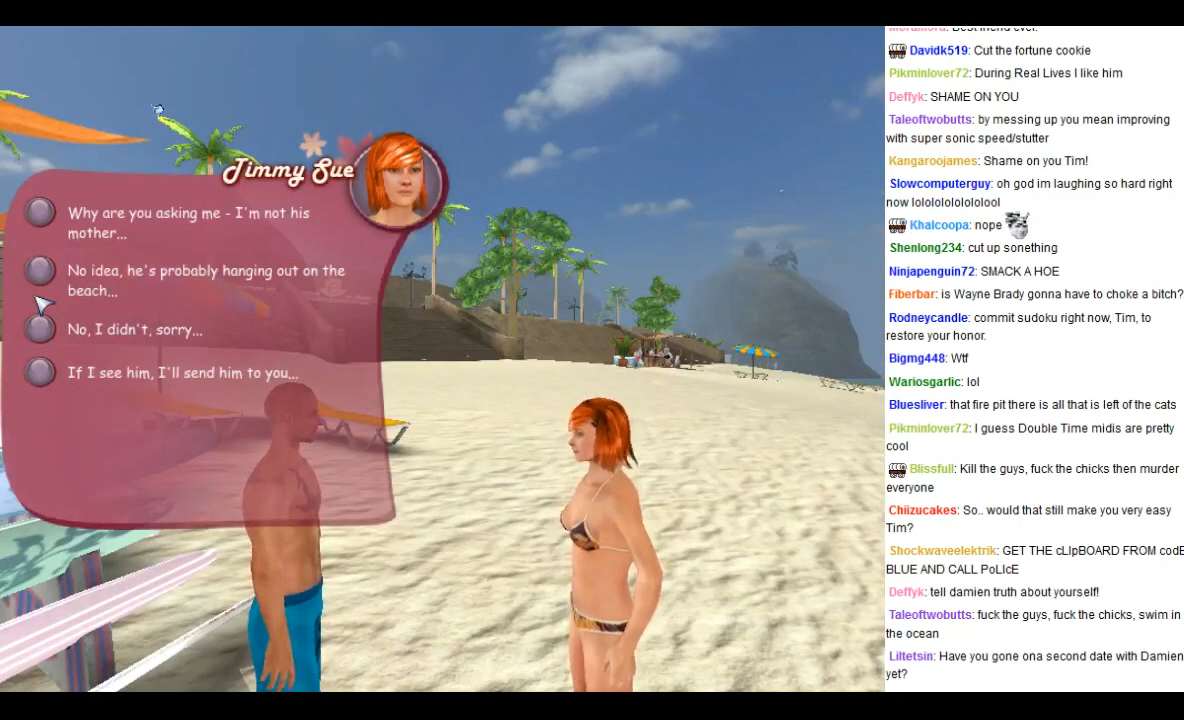 Jimmy Sue
Why are you asking me - I'm not his
mother...
No idea, he's probably hanging out on the
beach...
No, I didn't, sorry...
If I see him, I'll send him to you...
Best friend ever.
Davidk519: Cut the fortune cookie
Pikminlover72: During Real Lives I like him
Deffyk: SHAME ON YOU
Taleoftwobutts: by messing up you mean improving
with super sonic speed/stutter
Kangaroojames: Shame on you Tim!
Slowcomputerguy: oh god im laughing so hard right
now lolololololololool
Khalcoopa: nope
Shenlong234: cut up sonething
Ninjapenguin72: SMACK A HOE
Fiberbar: is Wayne Brady gonna have to choke a bitch?
Rodneycandle: commit sudoku right now, Tim, to
restore your honor.
Bigmg448: Wtf
Wariosgarlic: lol
Bluesliver: that fire pit there is all that is left of the cats
Pikminlover72: I guess Double Time midis are pretty
cool
Blissfull: Kill the guys, fuck the chicks then murder
everyone
Chiizucakes: So.. would that still make you very easy
Tim?
Shockwaveelektrik: GET THE cLIpBOARD FROM codE
BLUE AND CALL PoLIcE
Deffyk: tell damien truth about yourself!
Taleoftwobutts: fuck the guys, fuck the chicks, swim in
the ocean
Liltetsin: Have you gone ona second date with Damien
yet?